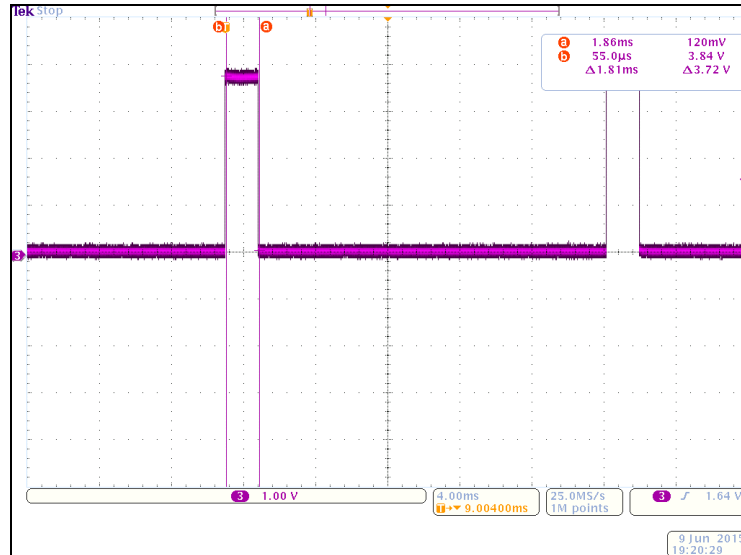 Tek Stop
b T a
a 1.86ms 120mV
b 55.0µs 3.84 V
Δ1.81ms Δ3.72 V
3
3 1.00 V
4.00ms
T→▼ 9.00400ms
25.0MS/s
1M points
3 ∫ 1.64 V
9 Jun 2015
19:20:29